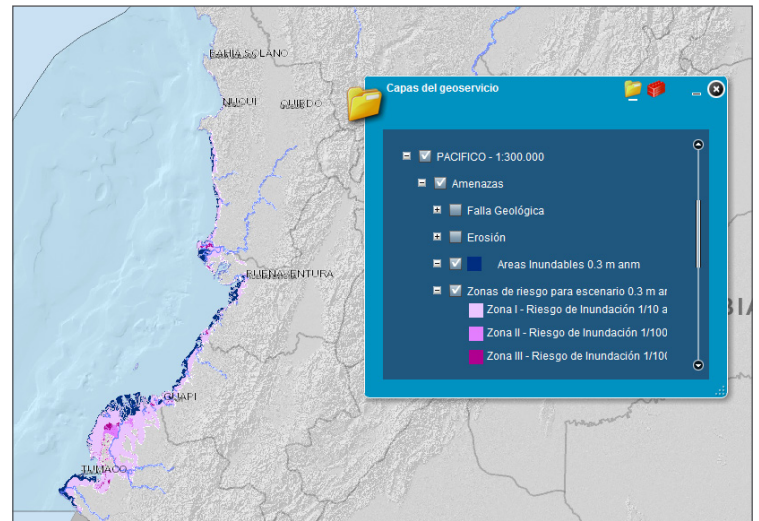 BAHIA SOLANO
NUQUI
QUIBDO
BUENAVENTURA
GUAPI
TUMACO
Capas del geoservicio
PACIFICO - 1:300.000
Amenazas
Falla Geológica
Erosión
Areas Inundables 0.3 m anm
Zonas de riesgo para escenario 0.3 m ar
Zona I - Riesgo de Inundación 1/10 a
Zona II - Riesgo de Inundación 1/100
Zona III - Riesgo de Inundación 1/100
BIA